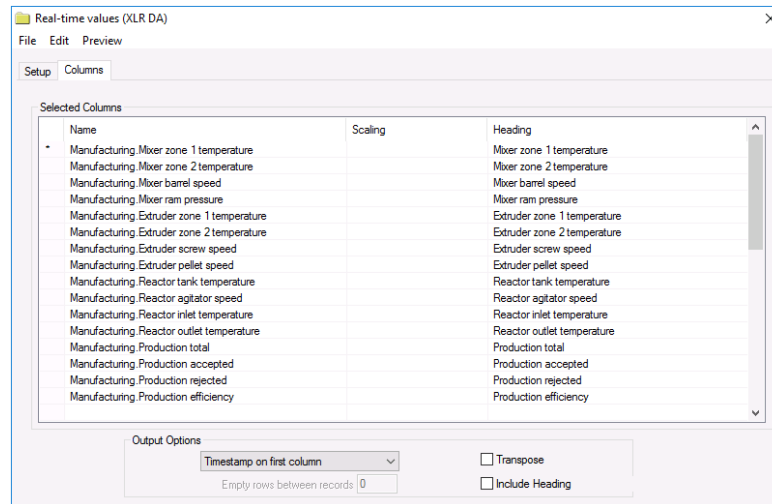 Real-time values (XLR DA)
File Edit Preview
Setup Columns
Selected Columns
Name Scaling Heading
Manufacturing.Mixer zone 1 temperature Mixer zone 1 temperature
Manufacturing.Mixer zone 2 temperature Mixer zone 2 temperature
Manufacturing.Mixer barrel speed Mixer barrel speed
Manufacturing.Mixer ram pressure Mixer ram pressure
Manufacturing.Extruder zone 1 temperature Extruder zone 1 temperature
Manufacturing.Extruder zone 2 temperature Extruder zone 2 temperature
Manufacturing.Extruder screw speed Extruder screw speed
Manufacturing.Extruder pellet speed Extruder pellet speed
Manufacturing.Reactor tank temperature Reactor tank temperature
Manufacturing.Reactor agitator speed Reactor agitator speed
Manufacturing.Reactor inlet temperature Reactor inlet temperature
Manufacturing.Reactor outlet temperature Reactor outlet temperature
Manufacturing.Production total Production total
Manufacturing.Production accepted Production accepted
Manufacturing.Production rejected Production rejected
Manufacturing.Production efficiency Production efficiency
Output Options
Timestamp on first column Transpose
Empty rows between records 0 Include Heading